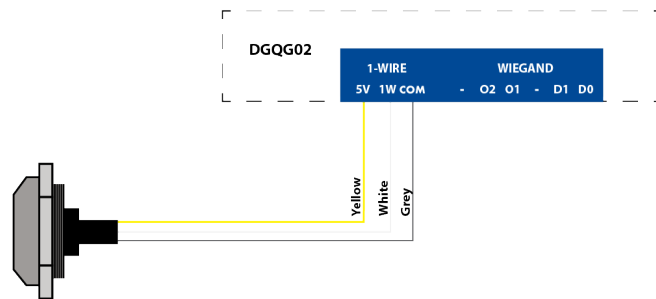 DGQG02
1-WIRE WIEGAND
5V 1W COM - O2 O1 - D1 D0
Yellow
White
Grey